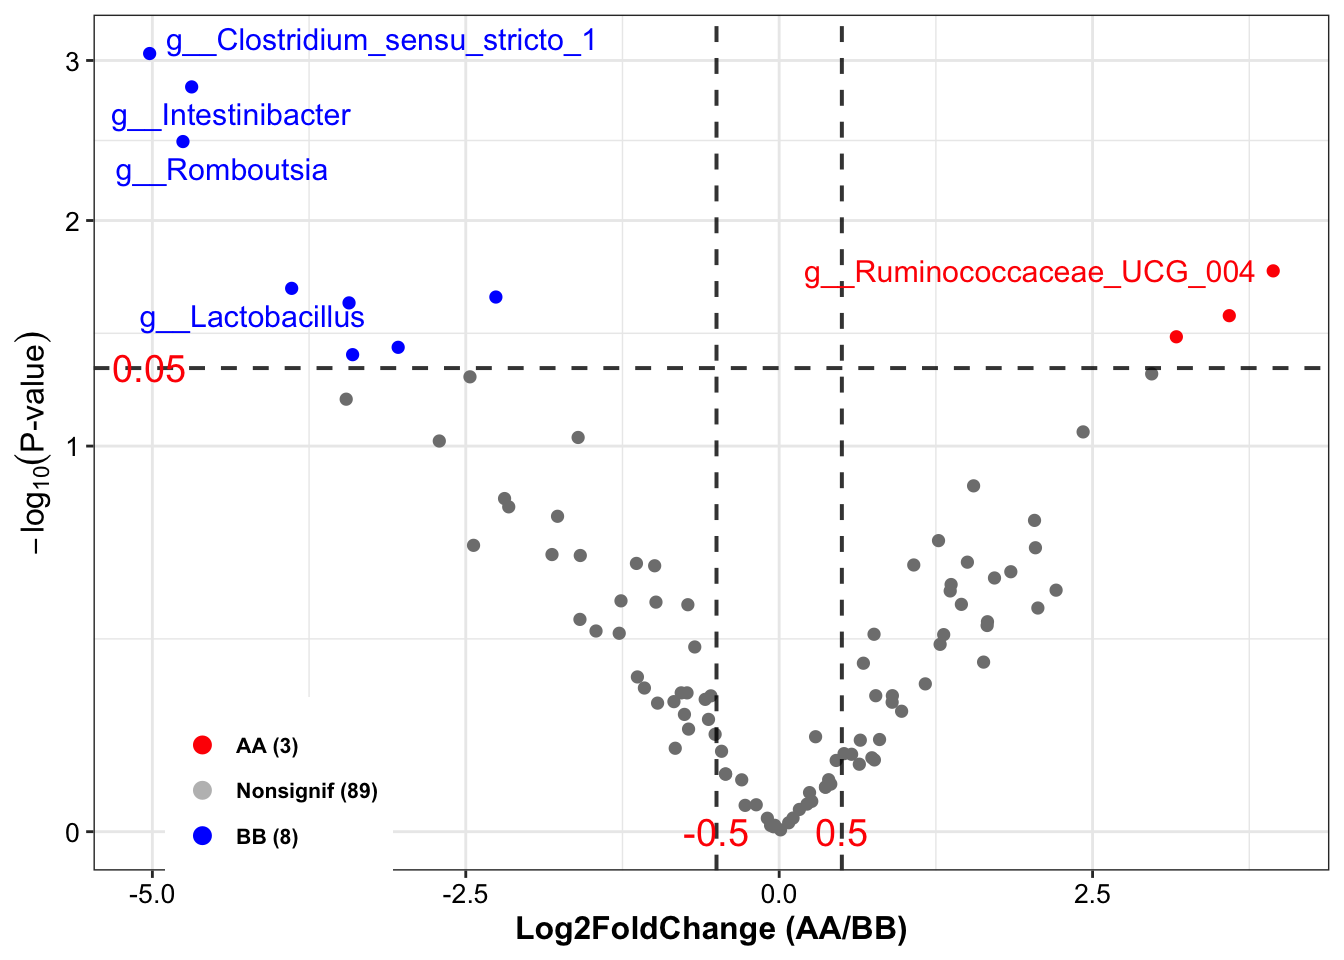 g__Clostridium_sensu_stricto_1
g__Intestinibacter
g__Romboutsia
g__Ruminococcaceae_UCG_004
g__Lactobacillus
0.05
-0.5
0.5
AA (3)
Nonsignif (89)
BB (8)
3
2
1
0
−log10(P-value)
-5.0
-2.5
0.0
2.5
Log2FoldChange (AA/BB)